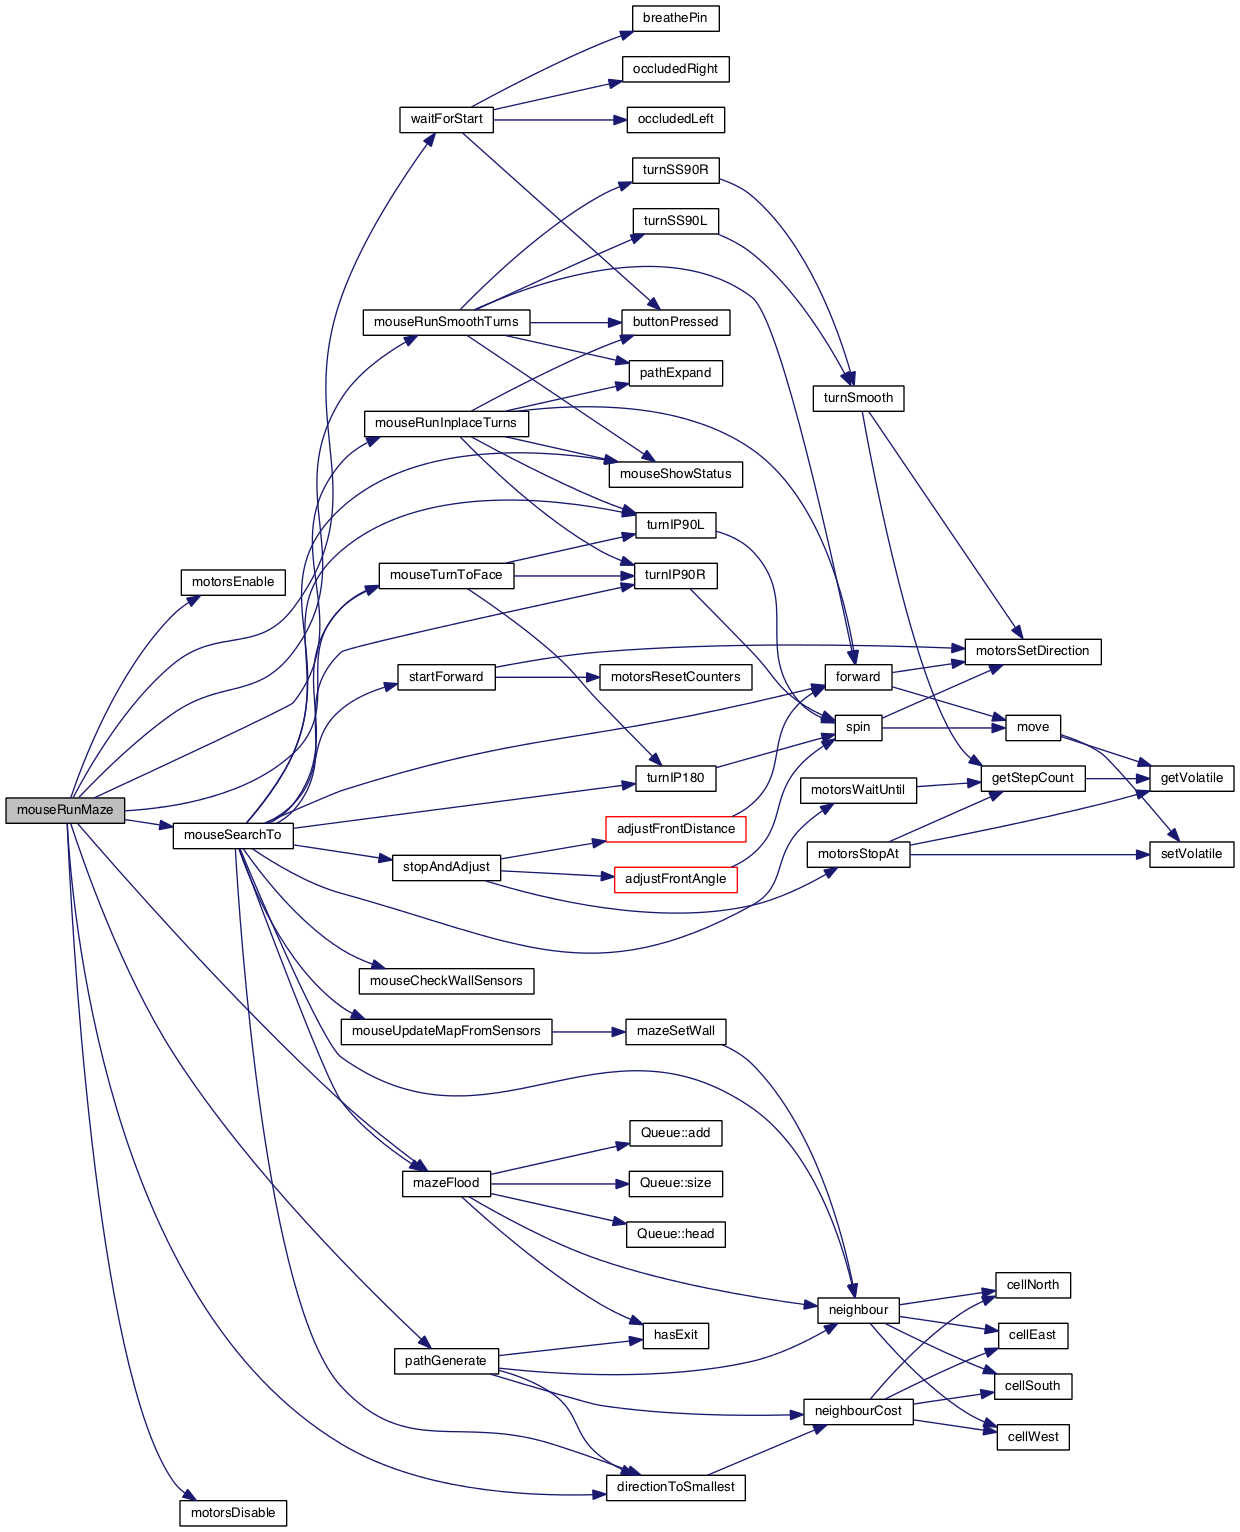 breathePin
occludedRight
waitForStart
occludedLeft
turnSS90R
turnSS90L
mouseRunSmoothTurns
buttonPressed
pathExpand
turnSmooth
mouseRunInplaceTurns
mouseShowStatus
turnIP90L
motorsEnable
mouseTurnToFace
turnIP90R
motorsSetDirection
startForward
motorsResetCounters
forward
spin
move
turnIP180
getStepCount
getVolatile
motorsWaitUntil
mouseRunMaze
mouseSearchTo
adjustFrontDistance
motorsStopAt
setVolatile
stopAndAdjust
adjustFrontAngle
mouseCheckWallSensors
mouseUpdateMapFromSensors
mazeSetWall
Queue::add
mazeFlood
Queue::size
Queue::head
cellNorth
neighbour
hasExit
cellEast
pathGenerate
cellSouth
neighbourCost
cellWest
directionToSmallest
motorsDisable